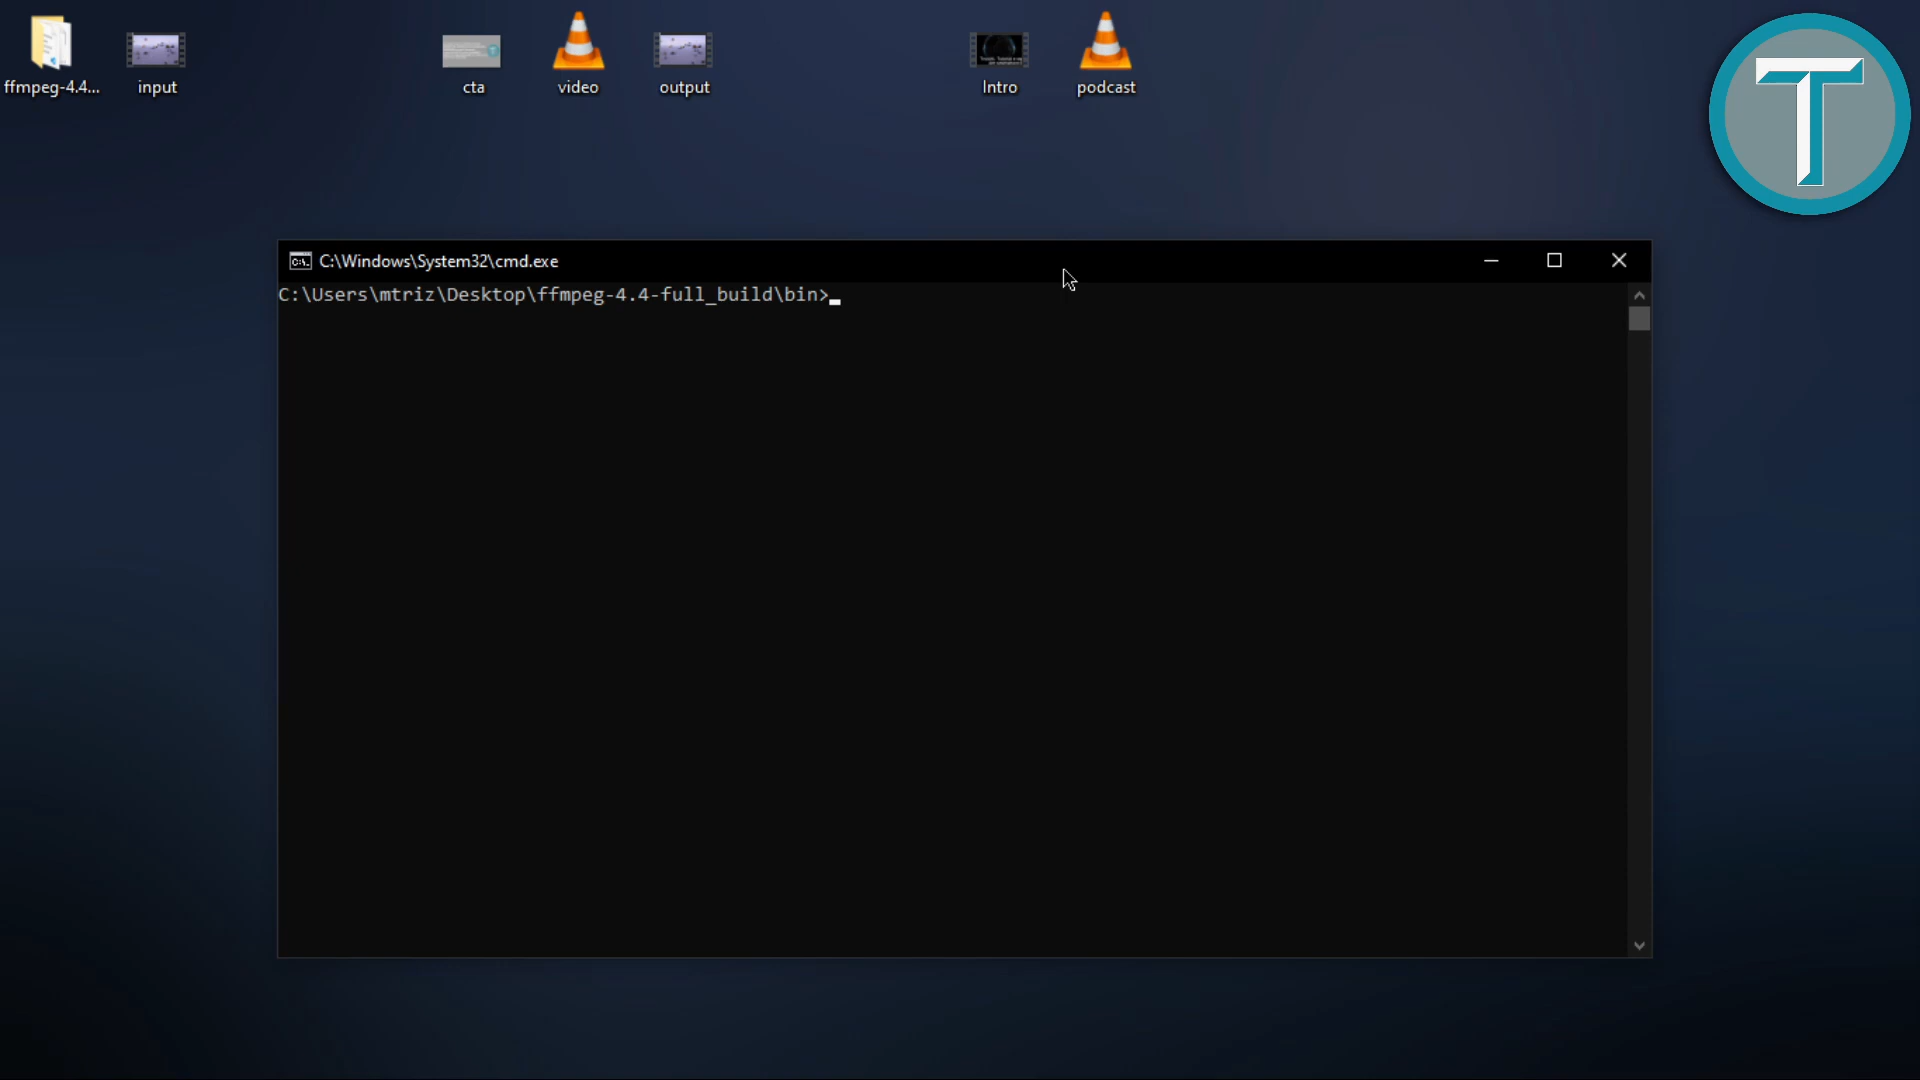 ffmpeg-4.4...
input
cta
video
output
Intro
podcast
T
C:\Windows\System32\cmd.exe
C:\Users\mtriz\Desktop\ffmpeg-4.4-full_build\bin>